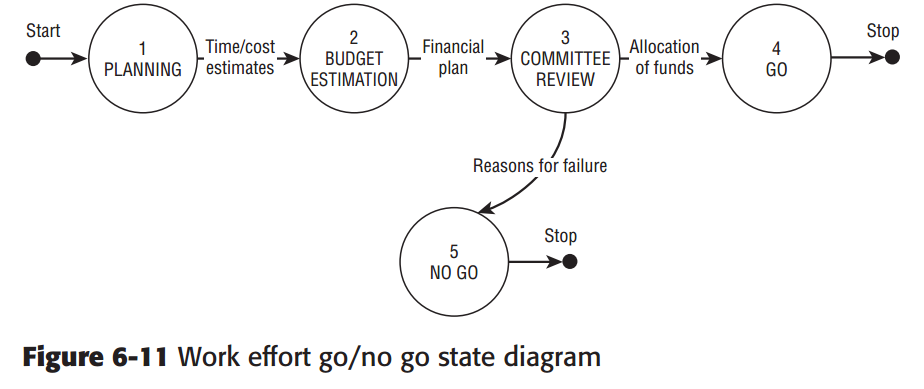 Start
1
PLANNING
Time/cost
estimates
2
BUDGET
ESTIMATION
Financial
plan
3
COMMITTEE
REVIEW
Allocation
of funds
4
GO
Stop
Reasons for failure
5
NO GO
Stop
Figure 6-11 Work effort go/no go state diagram